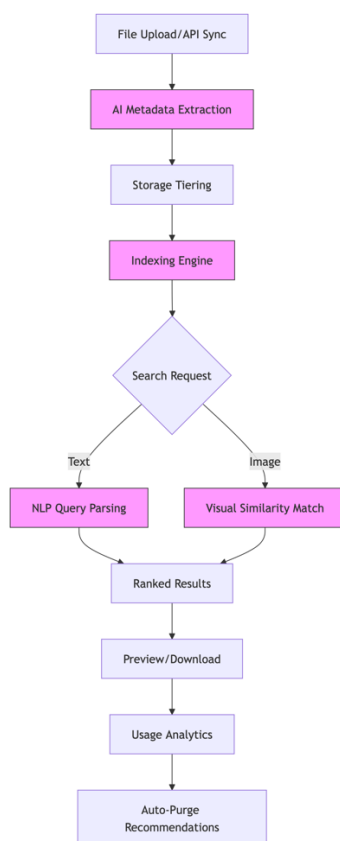 File Upload/API Sync
AI Metadata Extraction
Storage Tiering
Indexing Engine
Search Request
Text
Image
NLP Query Parsing
Visual Similarity Match
Ranked Results
Preview/Download
Usage Analytics
Auto-Purge
Recommendations